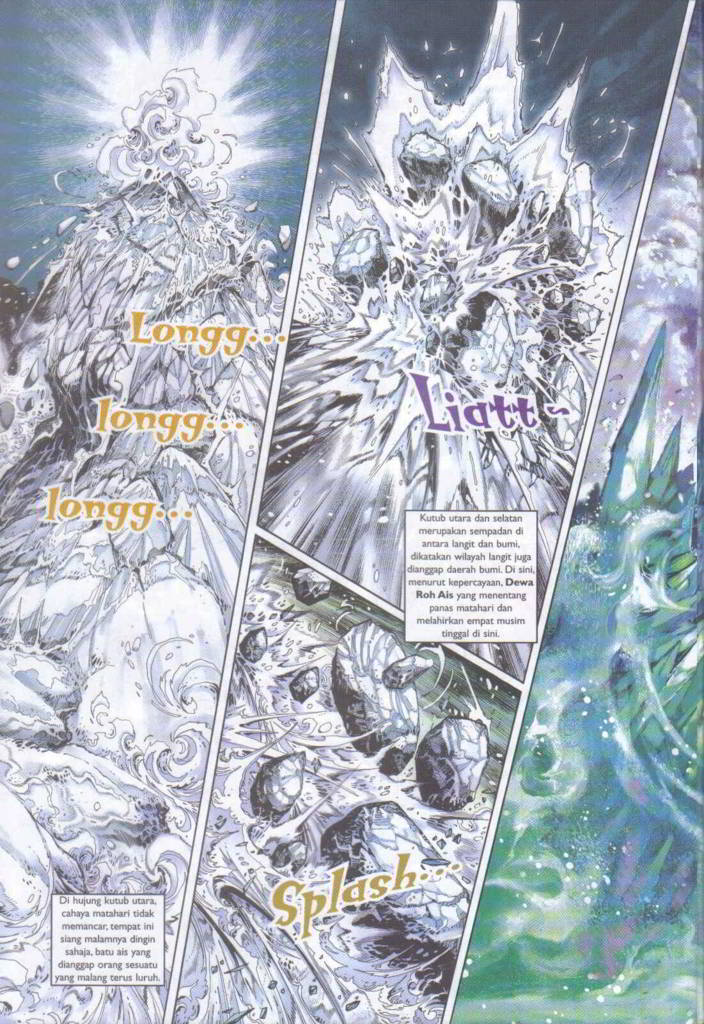 Longg...
longg...
longg...
Di hujung kutub utara,
cahaya matahari tidak
memancar, tempat ini
siang malamnya dingin
sahaja, batu ais yang
dianggap orang sesuatu
yang malang terus luruh.
Liatt~
Kutub utara dan selatan
merupakan sempadan di
antara langit dan bumi,
dikatakan wilayah langit juga
dianggap daerah bumi. Di sini,
menurut kepercayaan, Dewa
Roh Ais yang menentang
panas matahari dan
melahirkan empat musim
tinggal di sini.
Splash...